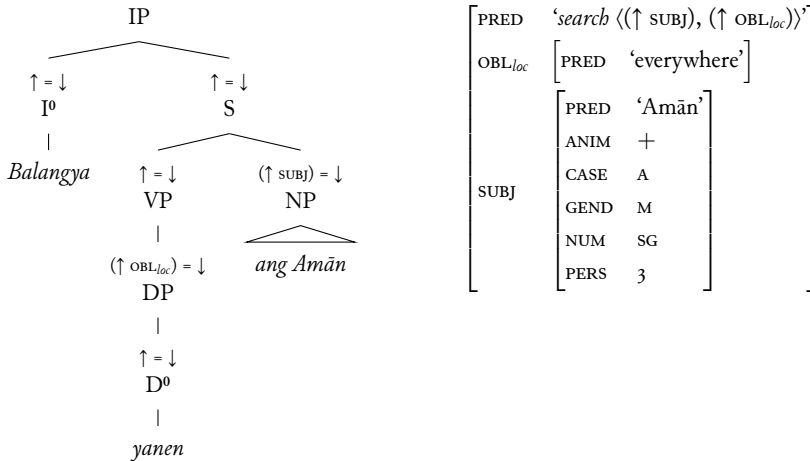 IP
↑ = ↓
I⁰
Balangya
↑ = ↓
S
↑ = ↓
VP
(↑ SUBJ) = ↓
NP
ang Amān
(↑ OBL_loc) = ↓
DP
↑ = ↓
D⁰
yanen
PRED ‘search ⟨(↑ SUBJ), (↑ OBL_loc)⟩’
OBL_loc [PRED ‘everywhere’]
SUBJ
PRED ‘Amān’
ANIM +
CASE A
GEND M
NUM SG
PERS 3